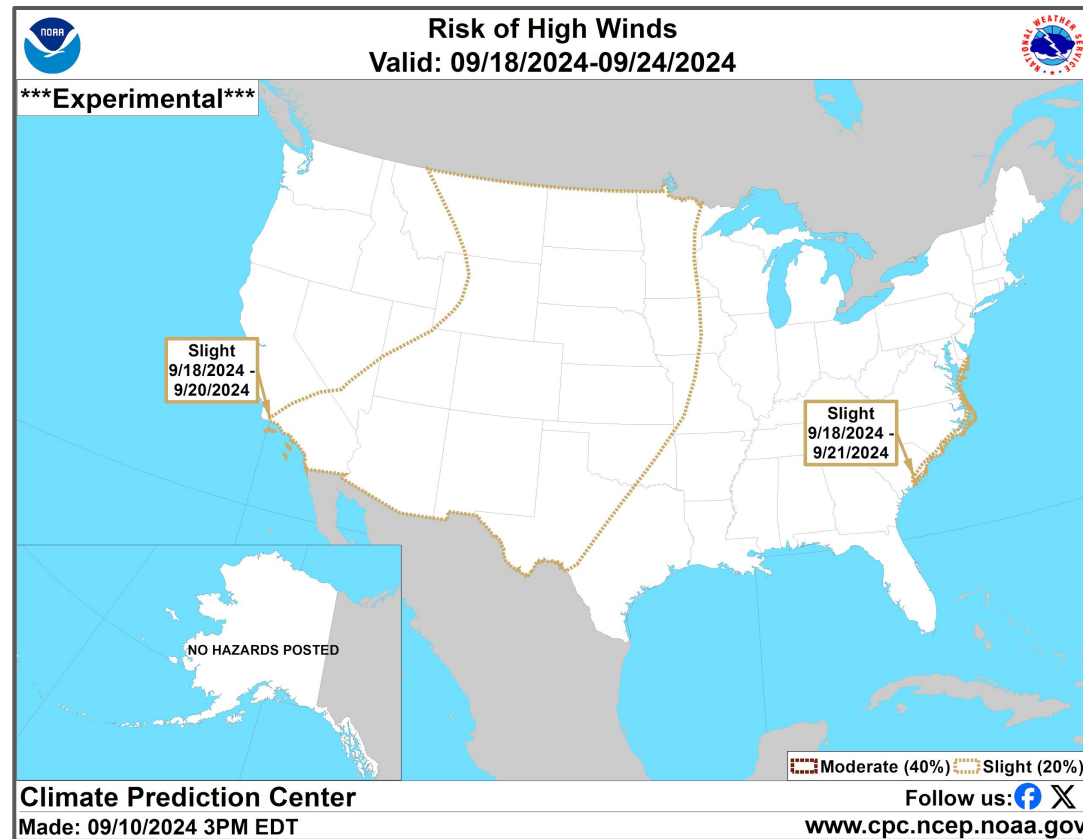 NOAA
Risk of High Winds
Valid: 09/18/2024-09/24/2024
NATIONAL WEATHER SERVICE
***Experimental***
Slight
9/18/2024 -
9/20/2024
Slight
9/18/2024 -
9/21/2024
NO HAZARDS POSTED
Moderate (40%) Slight (20%)
Climate Prediction Center
Follow us:
Made: 09/10/2024 3PM EDT
www.cpc.ncep.noaa.gov